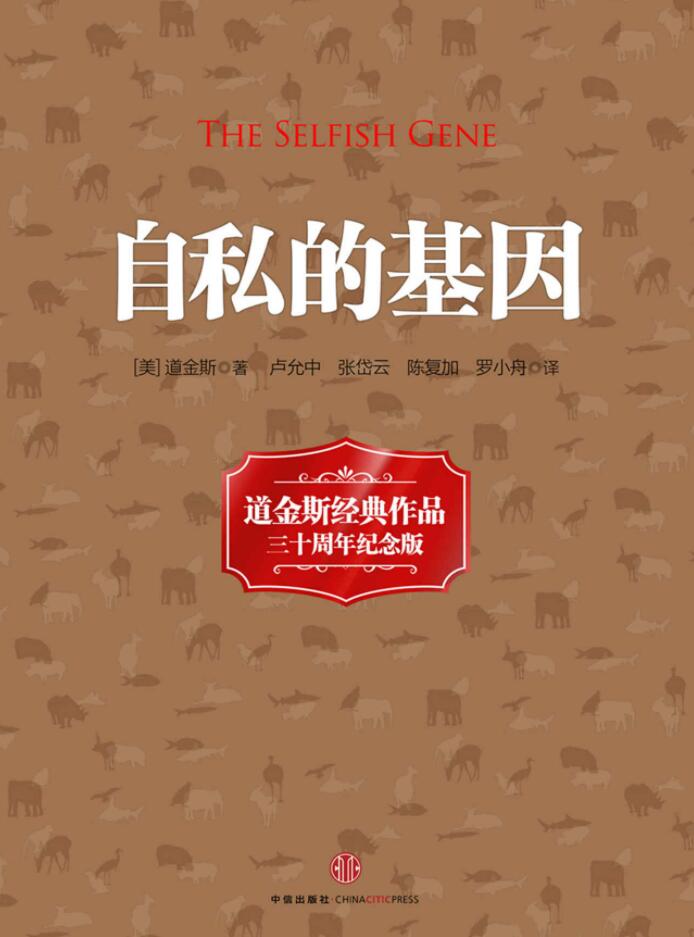 THE SELFISH GENE
自私的基因
[美]道金斯◎著 卢允中 张岱云 陈复加 罗小舟◎译
道金斯经典作品
三十周年纪念版
中信出版社·CHINACITICPRESS